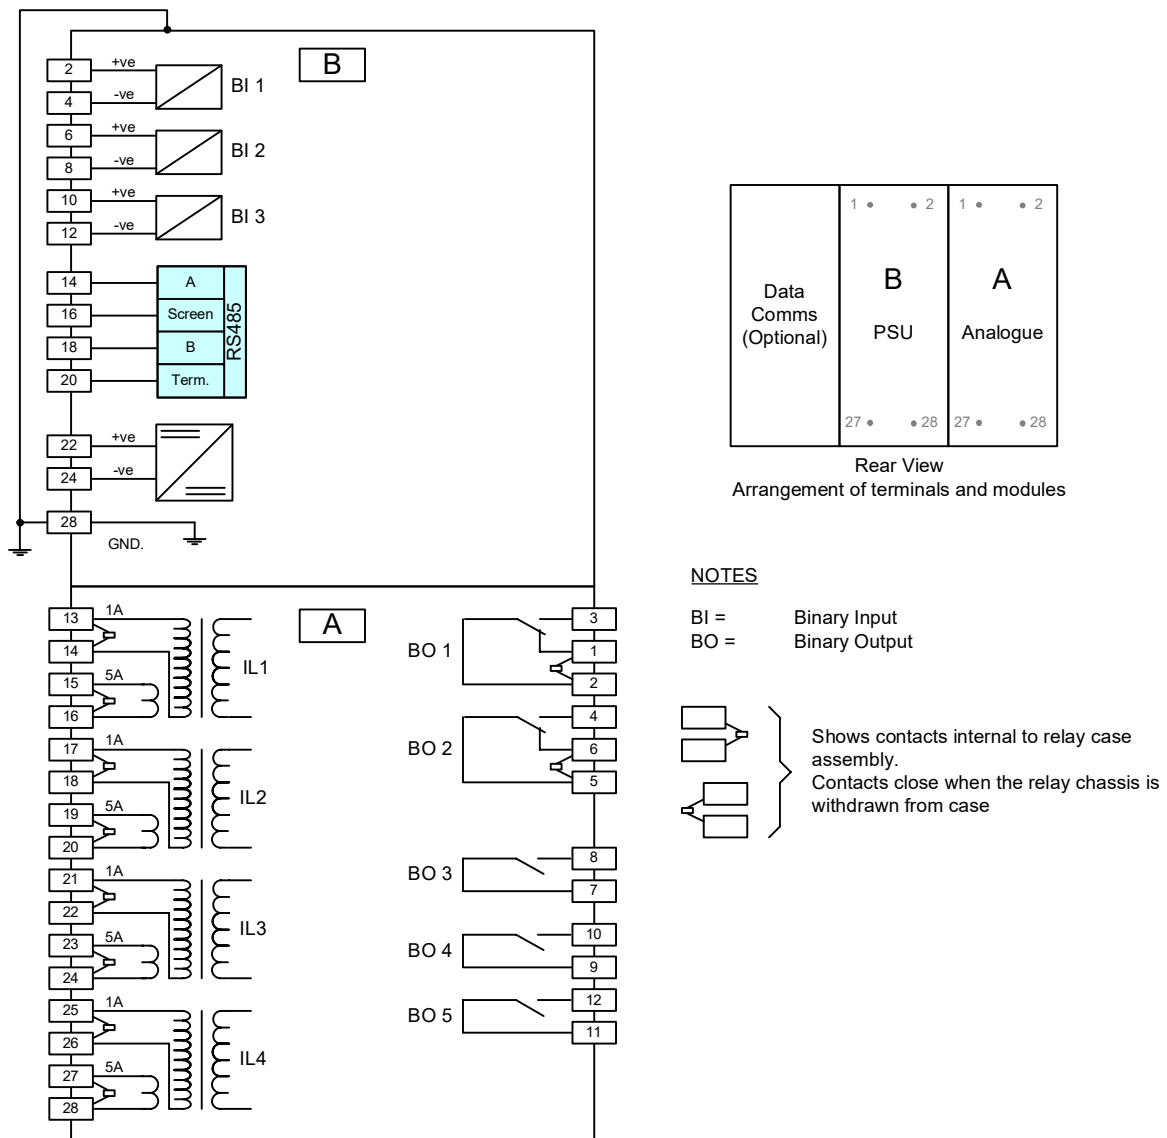 B
2 +ve
4 -ve
BI 1
6 +ve
8 -ve
BI 2
10 +ve
12 -ve
BI 3
14 A
16 Screen
18 B
20 Term.
RS485
22 +ve
24 -ve
28
GND.
A
13 1A
14
15 5A
16
IL1
17 1A
18
19 5A
20
IL2
21 1A
22
23 5A
24
IL3
25 1A
26
27 5A
28
IL4
BO 1
3
1
2
BO 2
4
6
5
BO 3
8
7
BO 4
10
9
BO 5
12
11
Data
Comms
(Optional)
1 2
B
PSU
27 28
1 2
A
Analogue
27 28
Rear View
Arrangement of terminals and modules
NOTES
BI = Binary Input
BO = Binary Output
Shows contacts internal to relay case
assembly.
Contacts close when the relay chassis is
withdrawn from case